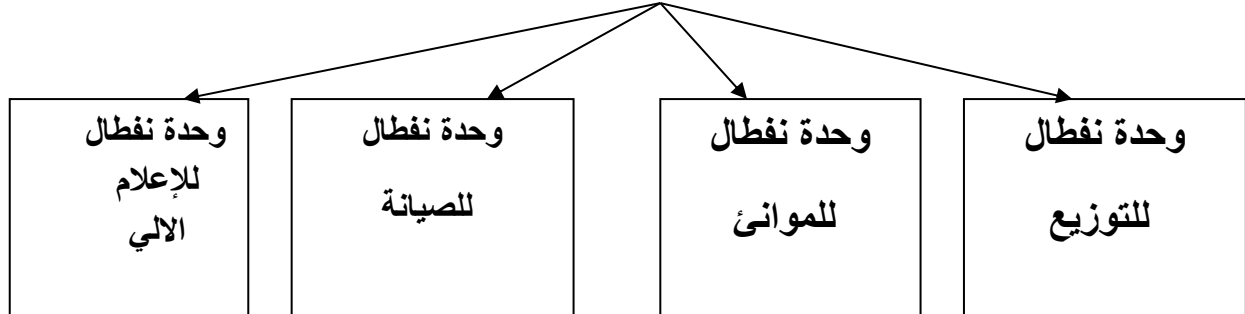 وحدة نفطال
للتوزيع
وحدة نفطال
للموانئ
وحدة نفطال
للصيانة
وحدة نفطال
للإعلام
الالي